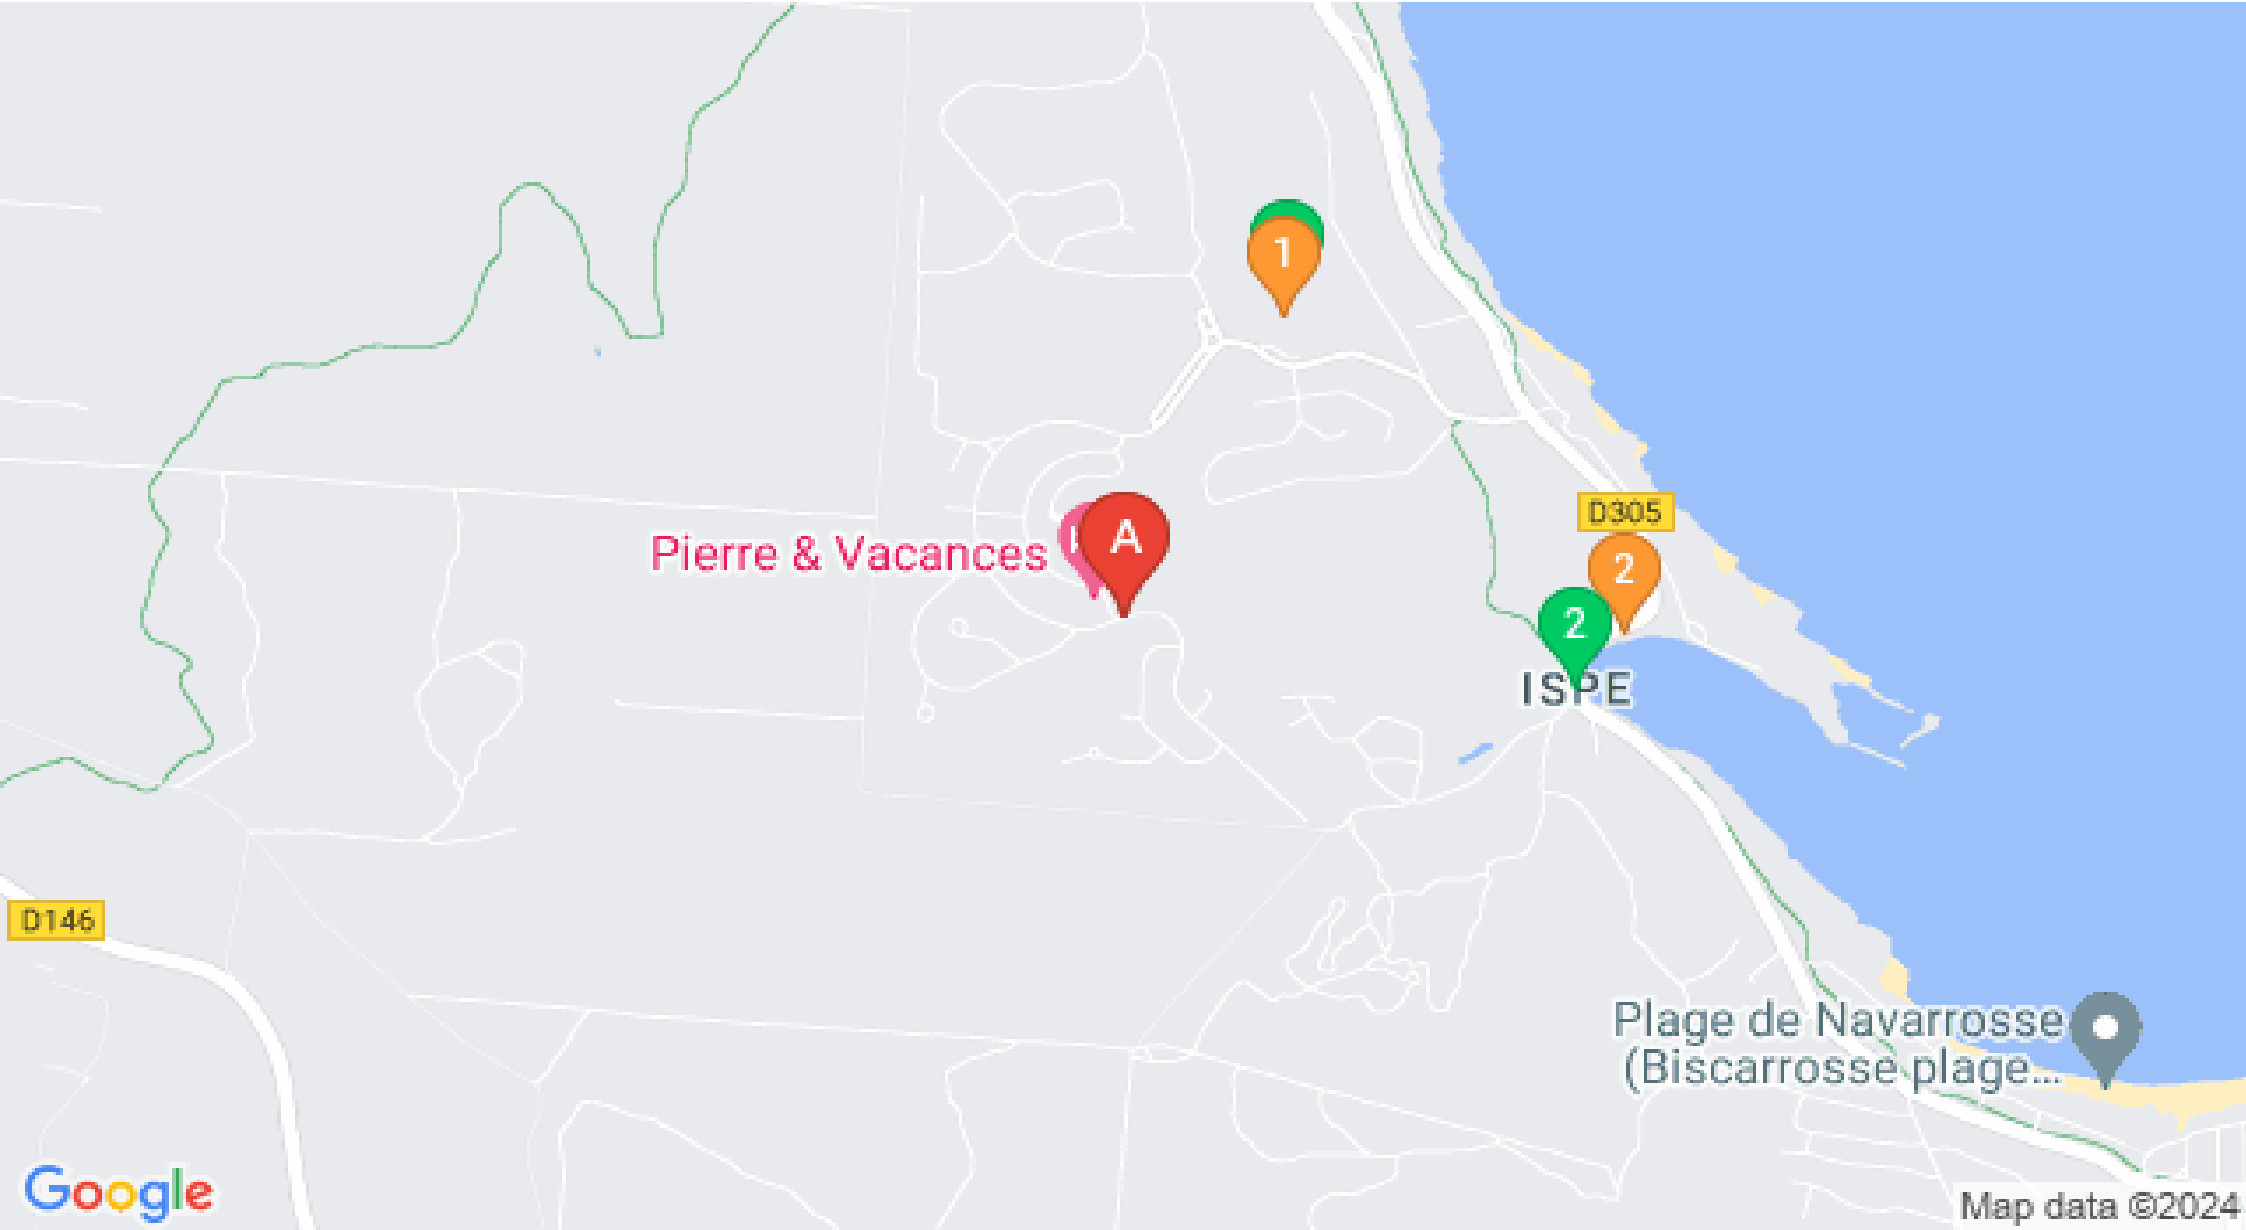 1
D305
Pierre & Vacances
A
2
2
ISPE
D146
Plage de Navarrosse
(Biscarrosse plage...
Google
Map data ©2024